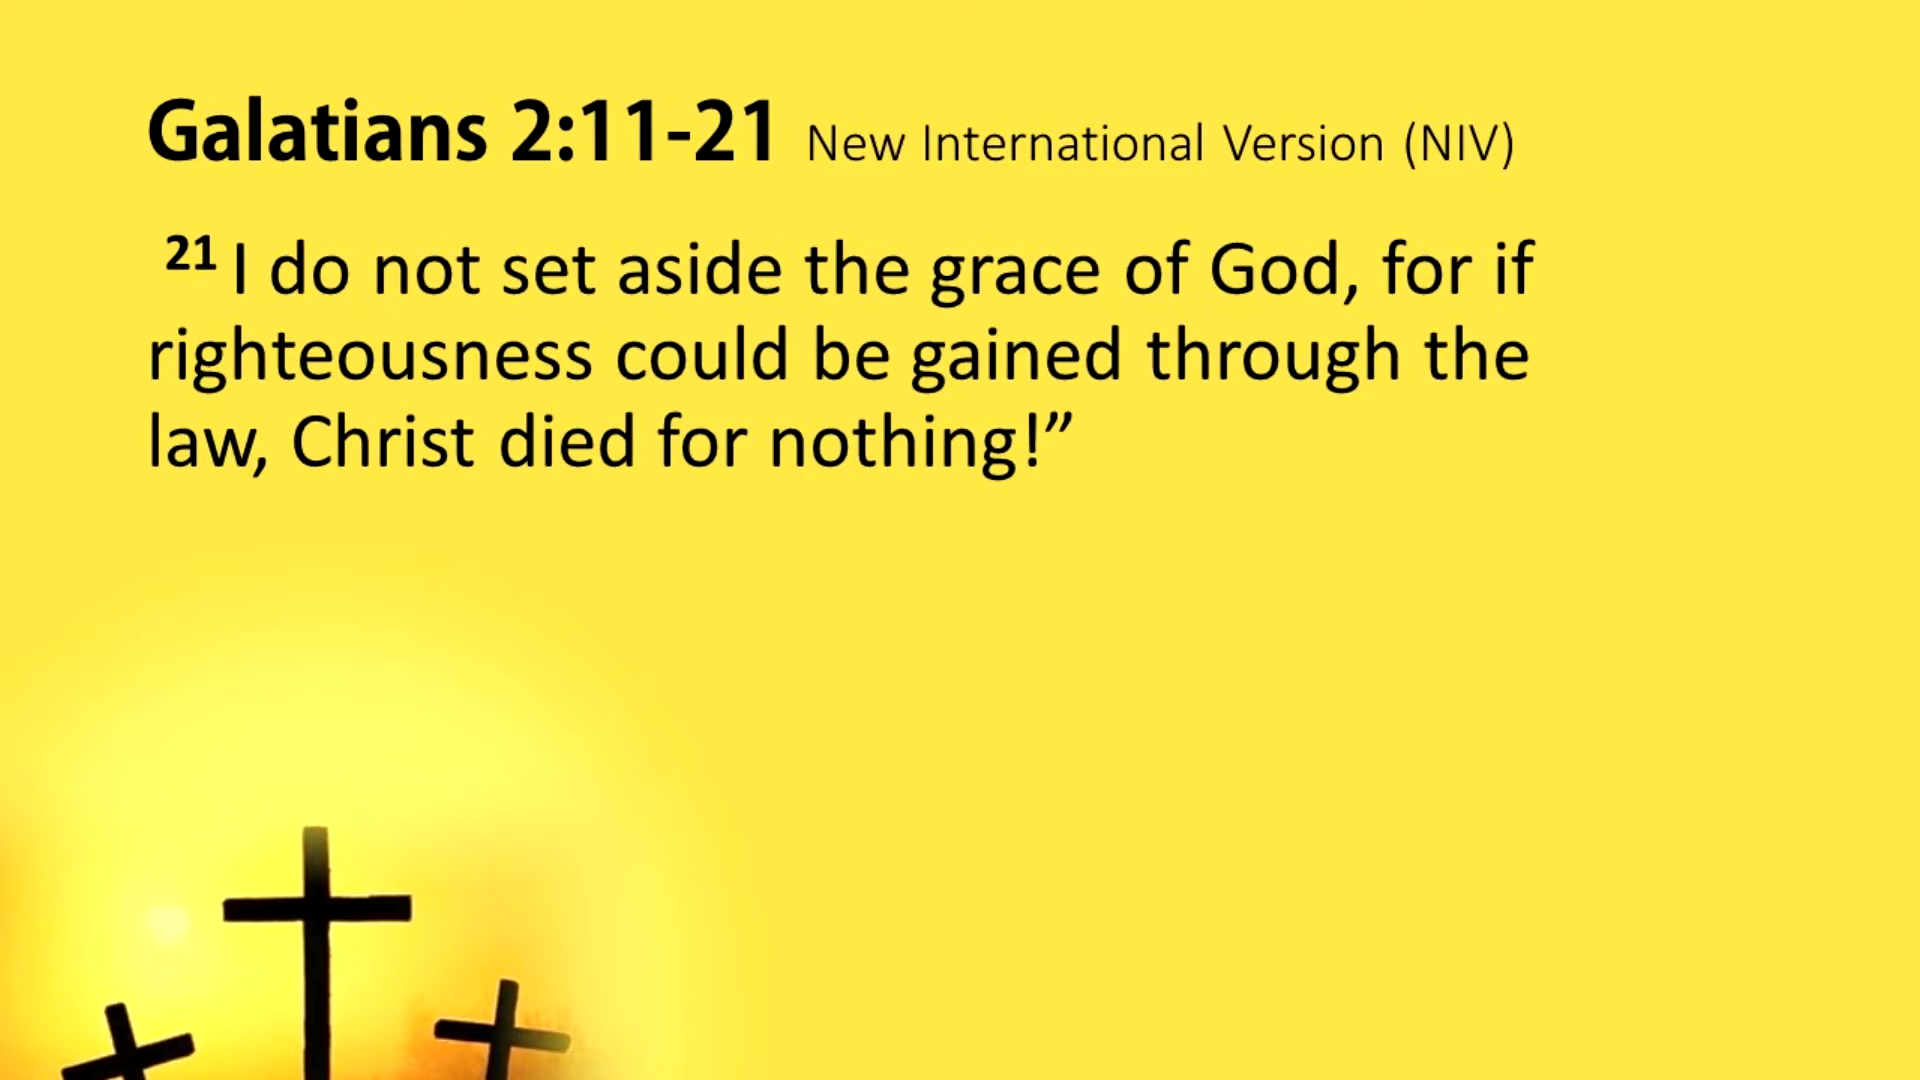 Galatians 2:11-21 New International Version (NIV)
21 I do not set aside the grace of God, for if
righteousness could be gained through the
law, Christ died for nothing!”